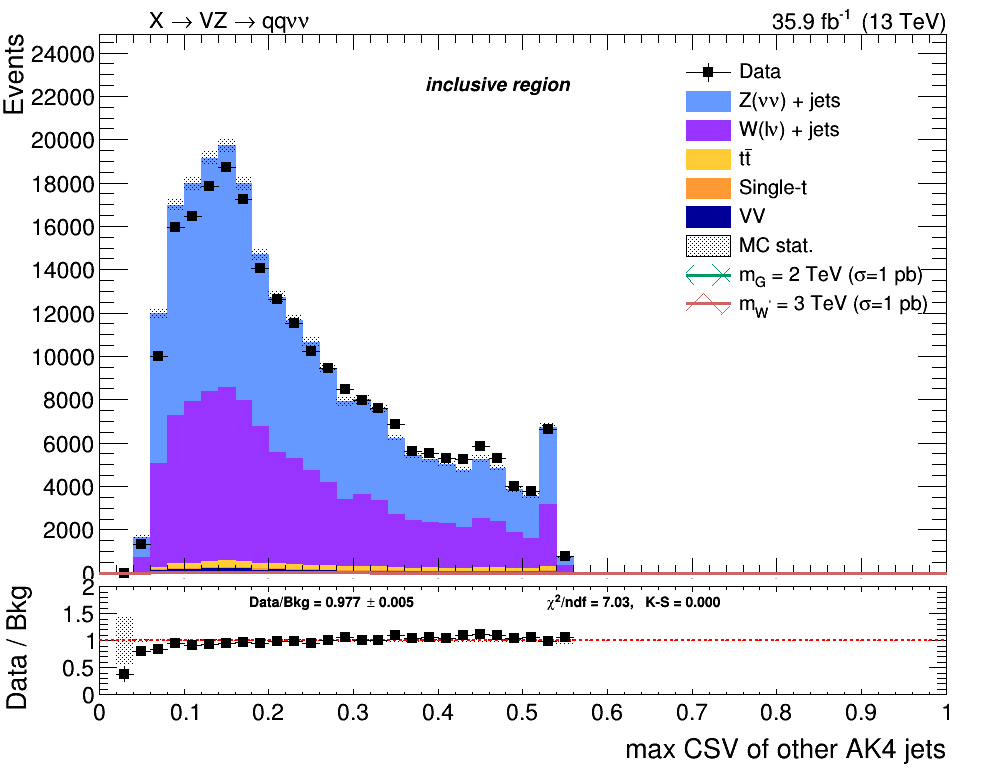 X → VZ → qqνν
35.9 fb⁻¹ (13 TeV)
Events
24000
22000
20000
18000
16000
14000
12000
10000
8000
6000
4000
2000
0
inclusive region
Data
Z(νν) + jets
W(lν) + jets
tt̄
Single-t
VV
MC stat.
m_G = 2 TeV (σ=1 pb)
m_W' = 3 TeV (σ=1 pb)
Data / Bkg
2
1.5
1
0.5
0
Data/Bkg = 0.977 ± 0.005
χ²/ndf = 7.03, K-S = 0.000
0 0.1 0.2 0.3 0.4 0.5 0.6 0.7 0.8 0.9 1
max CSV of other AK4 jets